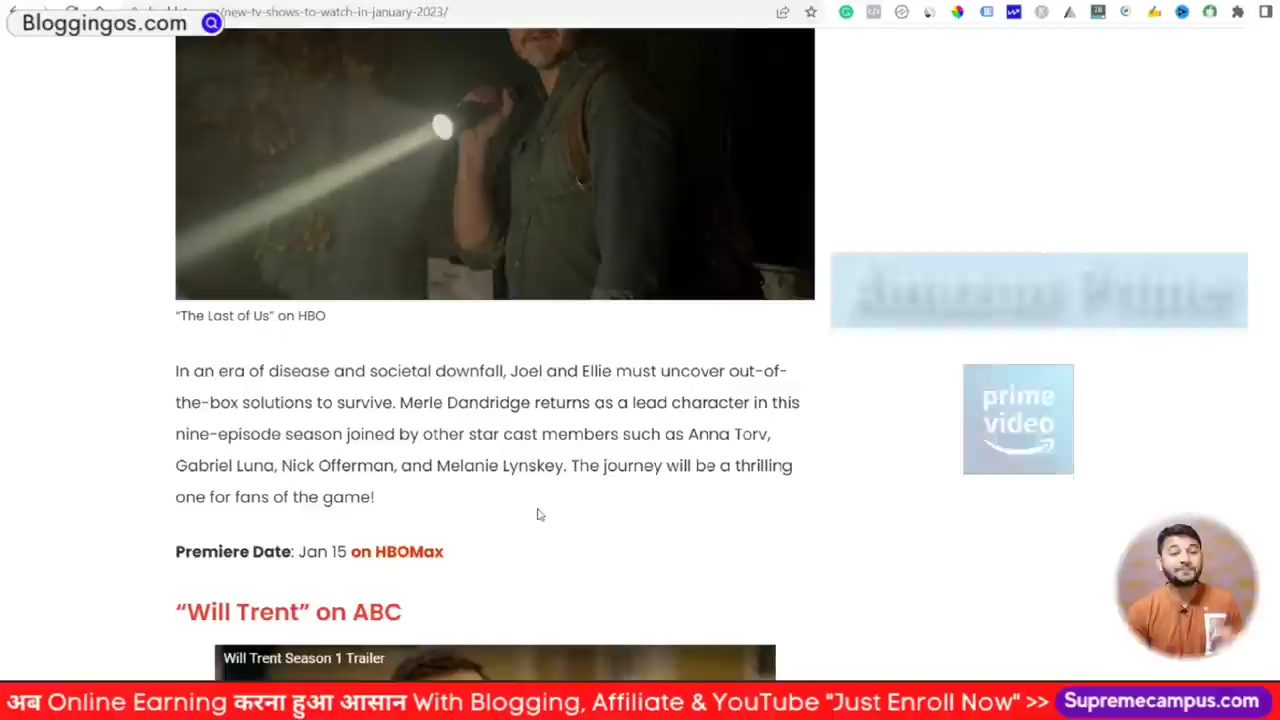 new-tv-shows-to-watch-in-january-2023/
Bloggingos.com
"The Last of Us" on HBO
In an era of disease and societal downfall, Joel and Ellie must uncover out-of-
the-box solutions to survive. Merle Dandridge returns as a lead character in this
nine-episode season joined by other star cast members such as Anna Torv,
Gabriel Luna, Nick Offerman, and Melanie Lynskey. The journey will be a thrilling
one for fans of the game!
prime
video
Premiere Date: Jan 15 on HBOMax
“Will Trent” on ABC
Will Trent Season 1 Trailer
अब Online Earning करना हुआ आसान With Blogging, Affiliate & YouTube "Just Enroll Now" >> Supremecampus.com